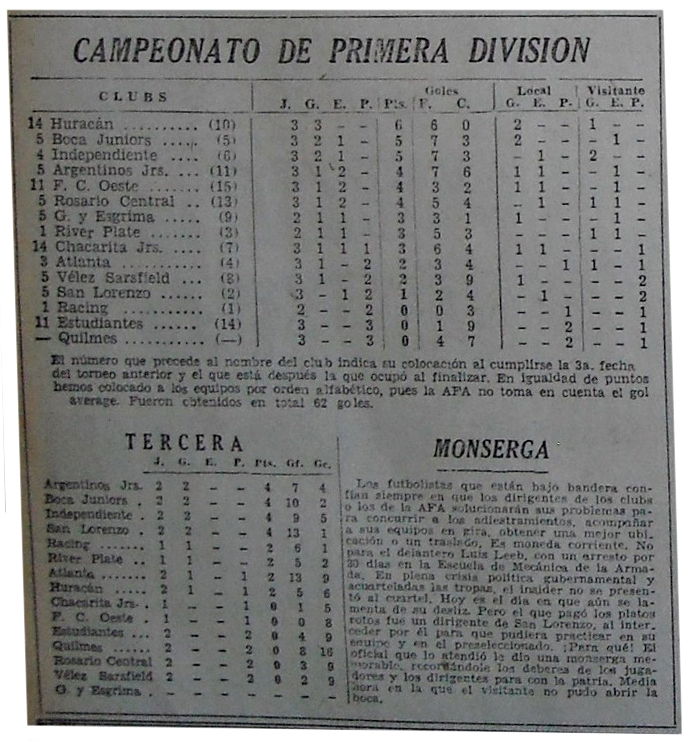 CAMPEONATO DE PRIMERA DIVISION
Goles Local Visitante
CLUBS J. G. E. P. Pts. F. C. G. E. P. G. E. P.
14 Huracán .......... (10) 3 3 - - 6 6 0 2 - - 1 - -
5 Boca Juniors ..... (5) 3 2 1 - 5 7 3 2 - - - 1 -
4 Independiente ..... (6) 3 2 1 - 5 7 3 - 1 - 2 - -
5 Argentinos Jrs. ... (11) 3 1 2 - 4 7 6 1 1 - - 1 -
11 F. C. Oeste ...... (15) 3 1 2 - 4 3 2 1 1 - - 1 -
5 Rosario Central .. (13) 3 1 2 - 4 5 4 - 1 - 1 1 -
5 G. y Esgrima ..... (9) 2 1 1 - 3 3 1 1 - - - 1 -
1 River Plate ...... (3) 2 1 1 - 3 5 3 - - - 1 1 -
14 Chacarita Jrs. .... (7) 3 1 1 1 3 6 4 1 1 - - - 1
3 Atlanta .......... (4) 3 1 - 2 2 3 4 - - 1 1 - 1
5 Vélez Sarsfield ... (8) 3 1 - 2 2 3 9 1 - - - - 2
5 San Lorenzo ...... (2) 3 - 1 2 1 2 4 - 1 - - - 2
1 Racing .......... (1) 2 - - 2 0 0 3 - - 1 - - 1
11 Estudiantes ...... (14) 3 - - 3 0 1 9 - - 2 - - 1
— Quilmes .......... (—) 3 - - 3 0 4 7 - - 2 - - 1
El número que precede al nombre del club indica su colocación al cumplirse la 3a. fecha
del torneo anterior y el que está después la que ocupó al finalizar. En igualdad de puntos
hemos colocado a los equipos por orden alfabético, pues la AFA no toma en cuenta el gol
average. Fueron obtenidos en total 62 goles.
TERCERA
J. G. E. P. Pts. Gf. Gc.
Argentinos Jrs. 2 2 - - 4 7 4
Boca Juniors . 2 2 - - 4 10 2
Independiente . 2 2 - - 4 9 5
San Lorenzo . 2 2 - - 4 13 1
Racing ....... 1 1 - - 2 6 1
River Plate .. 1 1 - - 2 5 2
Atlanta ...... 2 1 - 1 2 13 9
Huracán ..... 2 1 - 1 2 5 6
Chacarita Jrs. . 1 - - 1 0 1 5
F. C. Oeste .. 1 - - 1 0 0 8
Estudiantes ... 2 - - 2 0 4 9
Quilmes ..... 2 - - 2 0 8 16
Rosario Central 2 - - 2 0 3 9
Vélez Sarsfield 2 - - 2 0 2 9
G. y Esgrima . - - - - - - -
MONSERGA
Los futbolistas que están bajo bandera con-
fían siempre en que los dirigentes de los clubs
o los de la AFA solucionarán sus problemas pa-
ra concurrir a los adiestramientos, acompañar
a sus equipos en gira, obtener una mejor ubi-
cación o un traslado. Es moneda corriente. No
para el delantero Luis Leeb, con un arresto por
30 días en la Escuela de Mecánica de la Arma-
da. En plena crisis política gubernamental y
acuarteladas las tropas, el insider no se presen-
tó al cuartel. Hoy es el día en que aún se la-
menta de su desliz. Pero el que pagó los platos
rotos fue un dirigente de San Lorenzo, al inter-
ceder por él para que pudiera practicar en su
equipo y en el preseleccionado. ¡Para qué! El
oficial que lo atendió le dio una monserga me-
morable, recordándole los deberes de los juga-
dores y los dirigentes para con la patria. Media
hora en la que el visitante no pudo abrir la
boca.